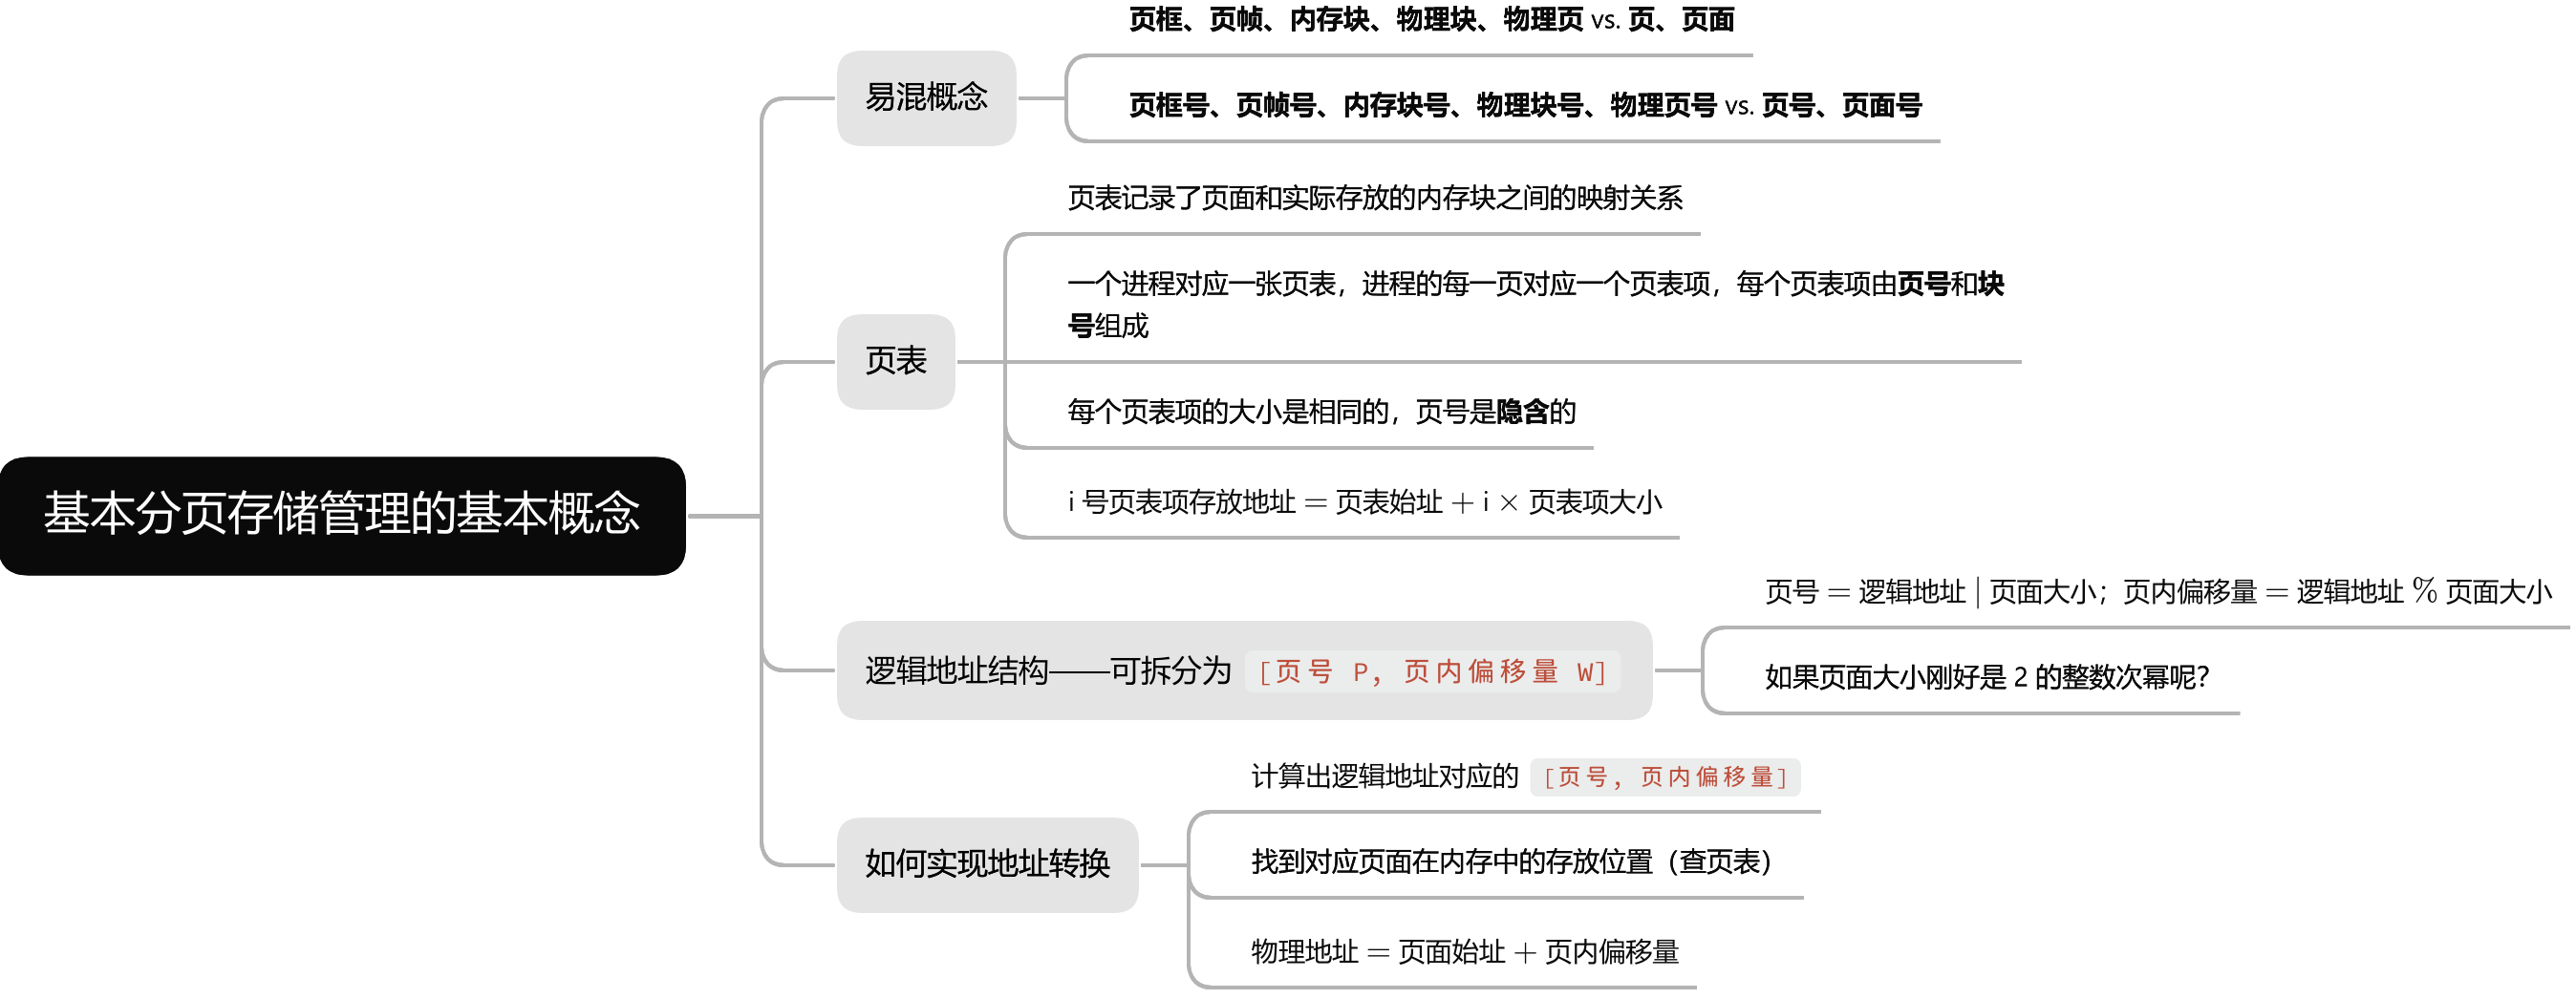 页框、页帧、内存块、物理块、物理页 vs. 页、页面
易混概念
页框号、页帧号、内存块号、物理块号、物理页号 vs. 页号、页面号
页表记录了页面和实际存放的内存块之间的映射关系
一个进程对应一张页表，进程的每一页对应一个页表项，每个页表项由页号和块
号组成
页表
每个页表项的大小是相同的，页号是隐含的
i 号页表项存放地址 = 页表始址 + i × 页表项大小
基本分页存储管理的基本概念
页号 = 逻辑地址 | 页面大小；页内偏移量 = 逻辑地址 % 页面大小
逻辑地址结构——可拆分为 [页号 P, 页内偏移量 W]
如果页面大小刚好是 2 的整数次幂呢？
计算出逻辑地址对应的 [页号, 页内偏移量]
如何实现地址转换
找到对应页面在内存中的存放位置（查页表）
物理地址 = 页面始址 + 页内偏移量